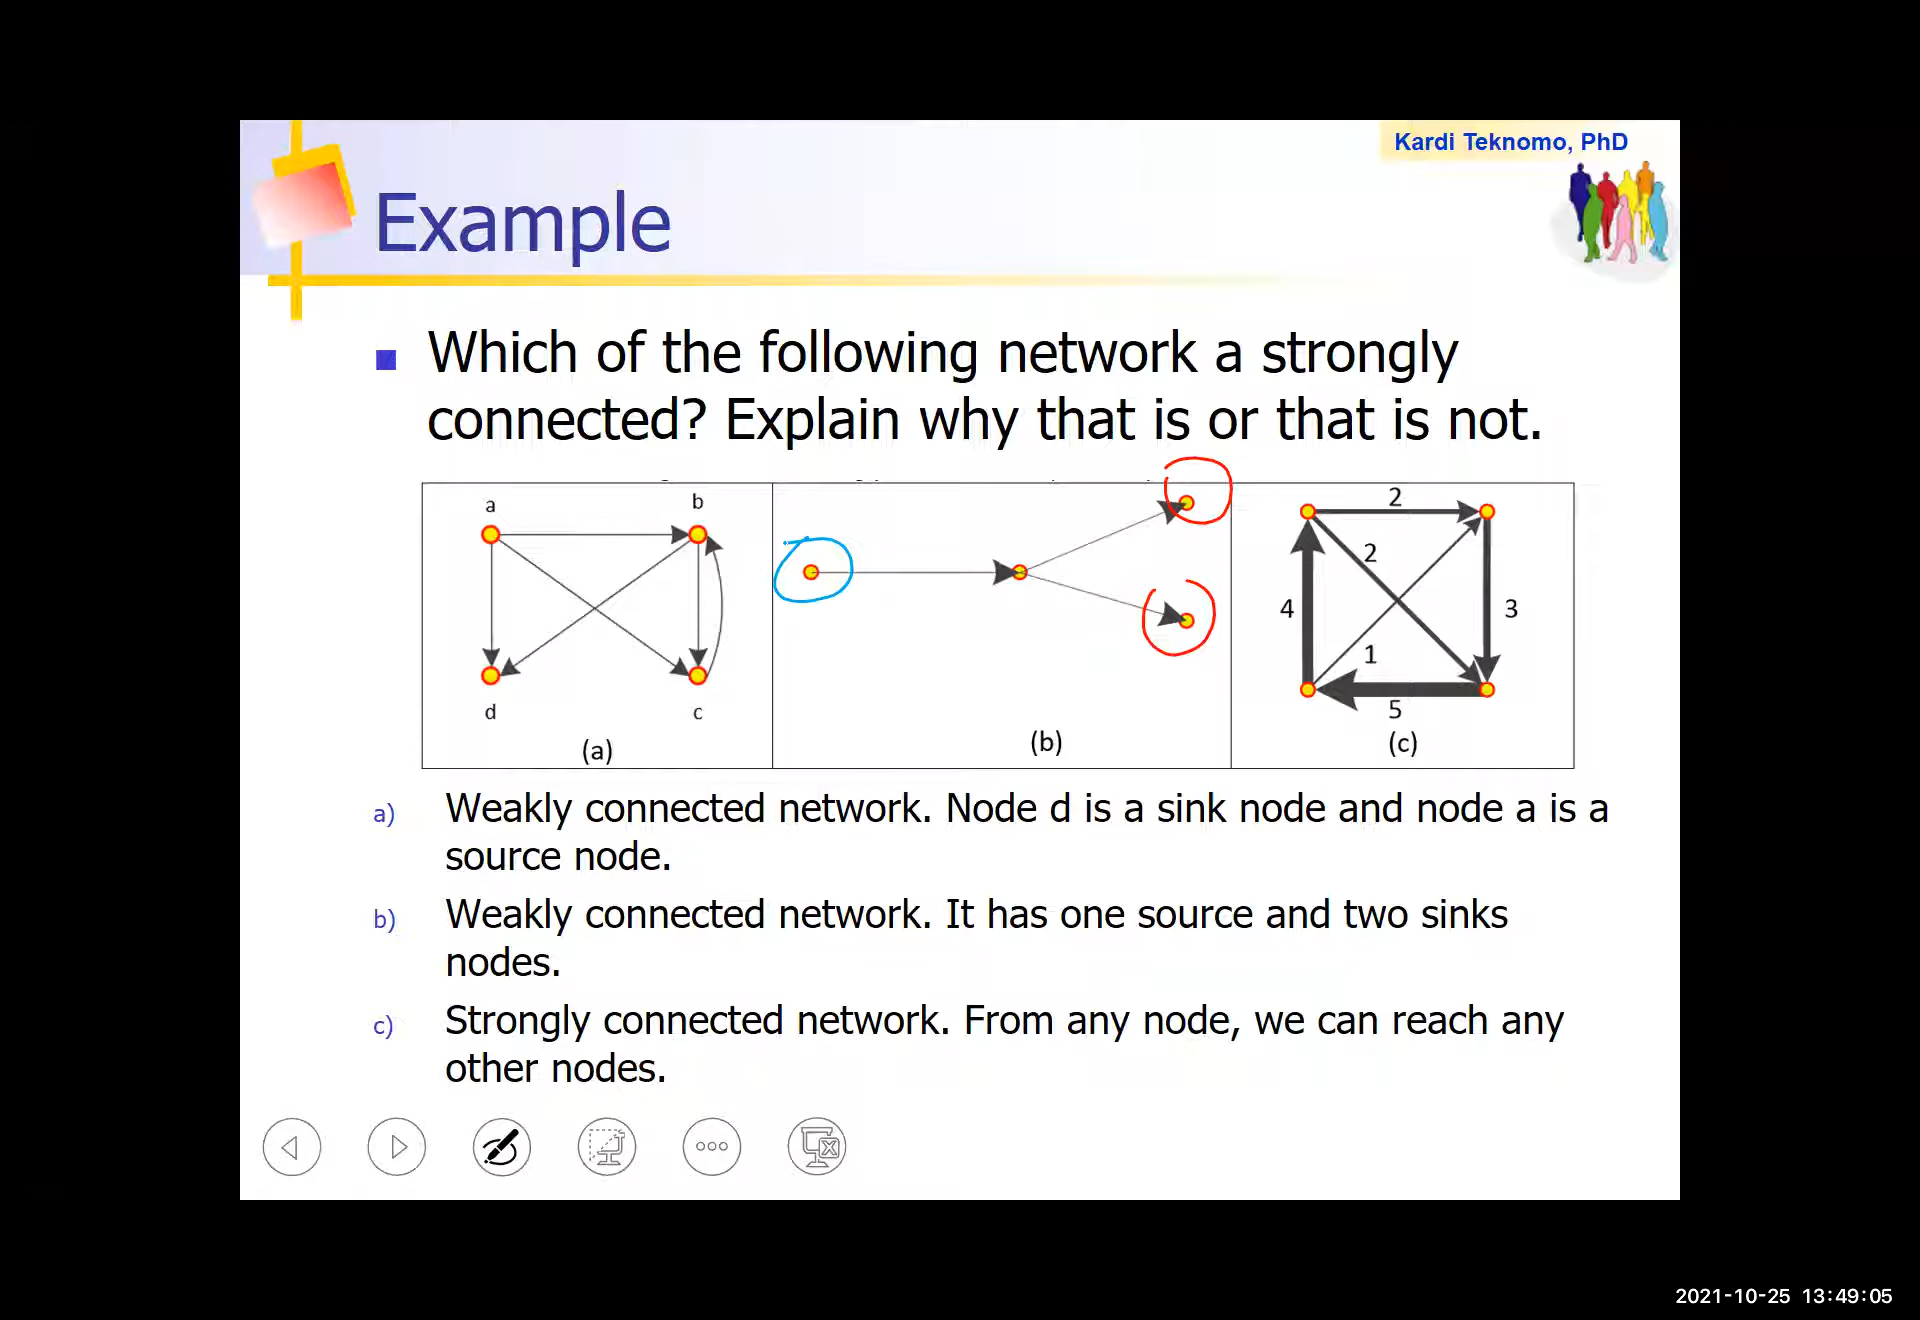 Kardi Teknomo, PhD
Example
Which of the following network a strongly
connected? Explain why that is or that is not.
a b
d c
(a)
(b)
2
2
4 3
1
5
(c)
a) Weakly connected network. Node d is a sink node and node a is a
source node.
b) Weakly connected network. It has one source and two sinks
nodes.
c) Strongly connected network. From any node, we can reach any
other nodes.
2021-10-25 13:49:05